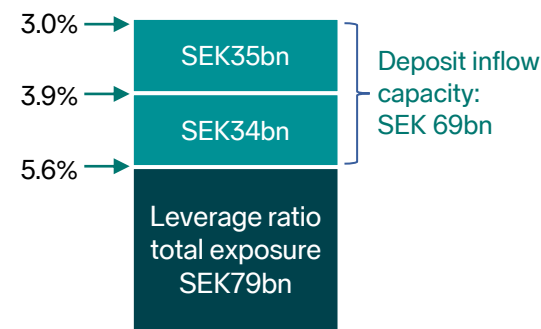 3.0%
SEK35bn
3.9%
SEK34bn
5.6%
Leverage ratio
total exposure
SEK79bn
Deposit inflow
capacity:
SEK 69bn